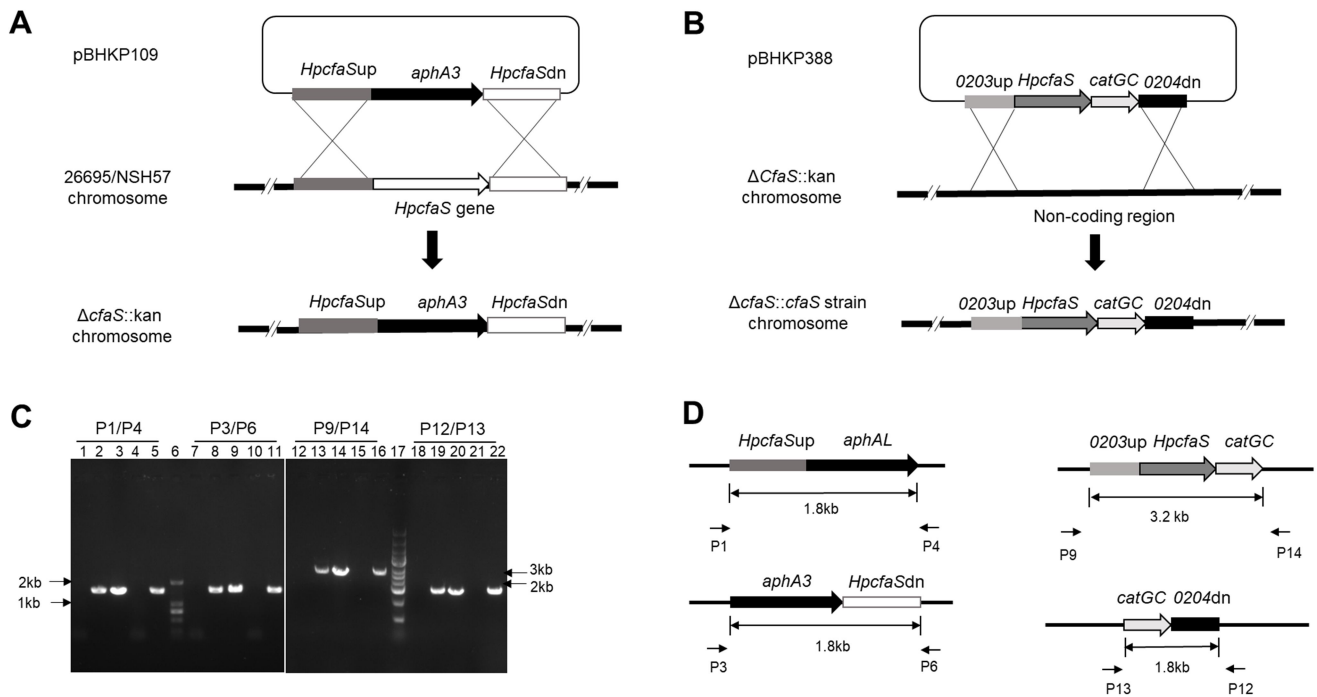 A
pBHKP109
HpcfaSup aphA3 HpcfaSdn
26695/NSH57
chromosome
HpcfaS gene
ΔcfaS::kan
chromosome
HpcfaSup aphA3 HpcfaSdn
B
pBHKP388
0203up HpcfaS catGC 0204dn
ΔCfaS::kan
chromosome
Non-coding region
ΔcfaS::cfaS strain
chromosome
0203up HpcfaS catGC 0204dn
C
P1/P4 P3/P6 P9/P14 P12/P13
1 2 3 4 5 6 7 8 9 10 11 12 13 14 15 16 17 18 19 20 21 22
2kb
1kb
3kb
2kb
D
HpcfaSup aphAL
1.8kb
P1 P4
aphA3 HpcfaSdn
1.8kb
P3 P6
0203up HpcfaS catGC
3.2 kb
P9 P14
catGC 0204dn
1.8kb
P13 P12